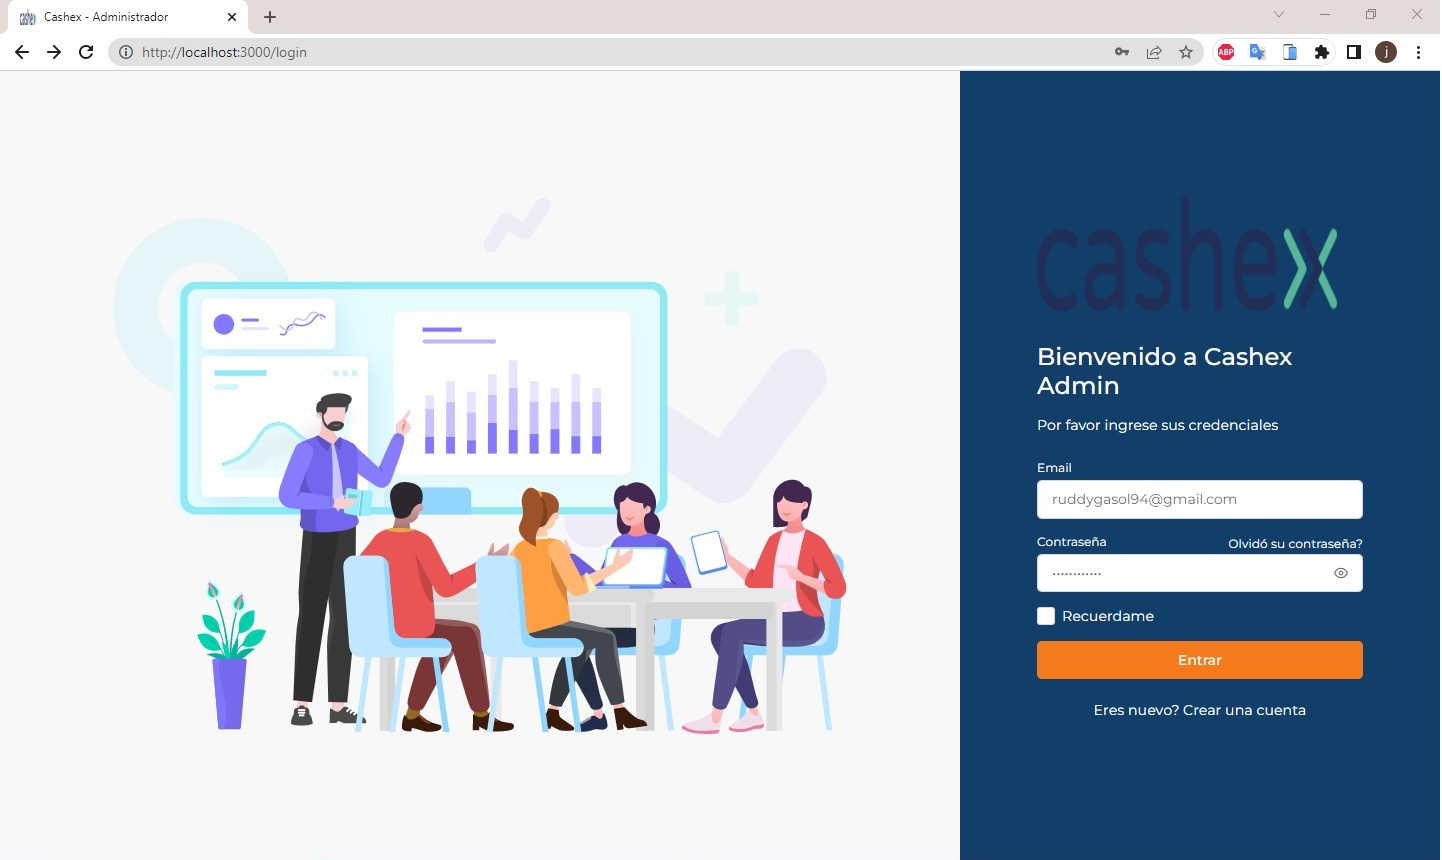 Cashex - Administrador
http://localhost:3000/login
ABP
G
j
cashex
Bienvenido a Cashex
Admin
Por favor ingrese sus credenciales
Email
ruddygasol94@gmail.com
Contraseña
Olvidó su contraseña?
············
Recuerdame
Entrar
Eres nuevo? Crear una cuenta